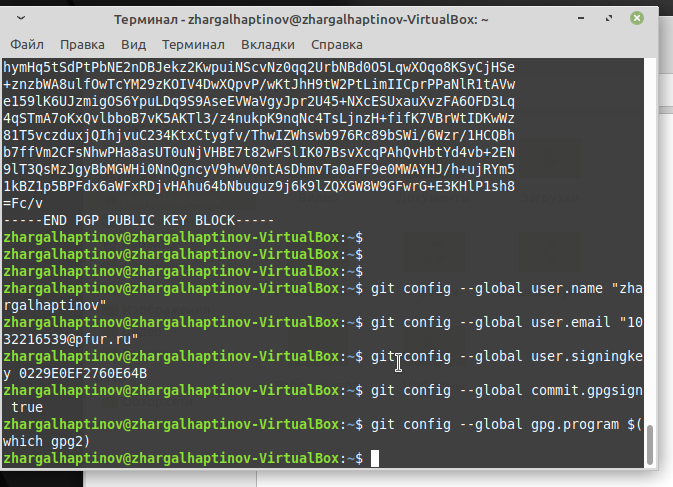 Терминал - zhargalhaptinov@zhargalhaptinov-VirtualBox: ~
Файл Правка Вид Терминал Вкладки Справка
hymHq5tSdPtPbNE2nDBJekz2KwpuiNScvNz0qq2UrbNBd0O5LqwXOqo8KSyCjHSe
+znzbWA8ulfOwTcYM29zKOIV4DwXQpvP/wKtJhH9tW2PtLimIICprPPaNlR1tAVw
e159lK6UJzmigOS6YpuLDq9S9AseEVWaVgyJpr2U45+NXcESUxauXvzFA6OFD3Lq
4qSTmA7oKxQvlbboB7vK5AKTl3/z4nukpK9nqNc4TsLjnzH+fifK7VBrWtIDKwWz
81T5vczduxjQIhjvuC234KtxCtygfv/ThwIZWhswb976Rc89bSWi/6Wzr/1HCQBh
b7ffVm2CFsNhwPHa8asUT0uNjVHBE7t82wFSlIK07BsvXcqPAhQvHbtYd4vb+2EN
9lT3QsMzJgyBbMGWHi0NnQgncyV9hwV0ntAsDhmvTa0aFF9e0MWAYHJ/h+ujRYm5
1kBZ1p5BPFdx6aWFxRDjvHAhu64bNbuguz9j6k9lZQXGW8W9GFwrG+E3KHlP1sh8
=Fc/v
-----END PGP PUBLIC KEY BLOCK-----
zhargalhaptinov@zhargalhaptinov-VirtualBox:~$
zhargalhaptinov@zhargalhaptinov-VirtualBox:~$
zhargalhaptinov@zhargalhaptinov-VirtualBox:~$
zhargalhaptinov@zhargalhaptinov-VirtualBox:~$ git config --global user.name "zha
rgalhaptinov"
zhargalhaptinov@zhargalhaptinov-VirtualBox:~$ git config --global user.email "10
32216539@pfur.ru"
zhargalhaptinov@zhargalhaptinov-VirtualBox:~$ git config --global user.signingke
y 0229E0EF2760E64B
zhargalhaptinov@zhargalhaptinov-VirtualBox:~$ git config --global commit.gpgsign
true
zhargalhaptinov@zhargalhaptinov-VirtualBox:~$ git config --global gpg.program $(
which gpg2)
zhargalhaptinov@zhargalhaptinov-VirtualBox:~$